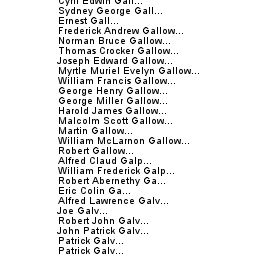 Cyril Edwin Gall...
Sydney George Gall...
Ernest Gall...
Frederick Andrew Gallow...
Norman Bruce Gallow...
Thomas Crocker Gallow...
Joseph Edward Gallow...
Myrtle Muriel Evelyn Gallow...
William Francis Gallow...
George Henry Gallow...
George Miller Gallow...
Harold James Gallow...
Malcolm Scott Gallow...
Martin Gallow...
William McLarnon Gallow...
Robert Gallow...
Alfred Claud Galp...
William Frederick Galp...
Robert Abernethy Ga...
Eric Colin Ga...
Alfred Lawrence Galv...
Joe Galv...
Robert John Galv...
John Patrick Galv...
Patrick Galv...
Patrick Galv...